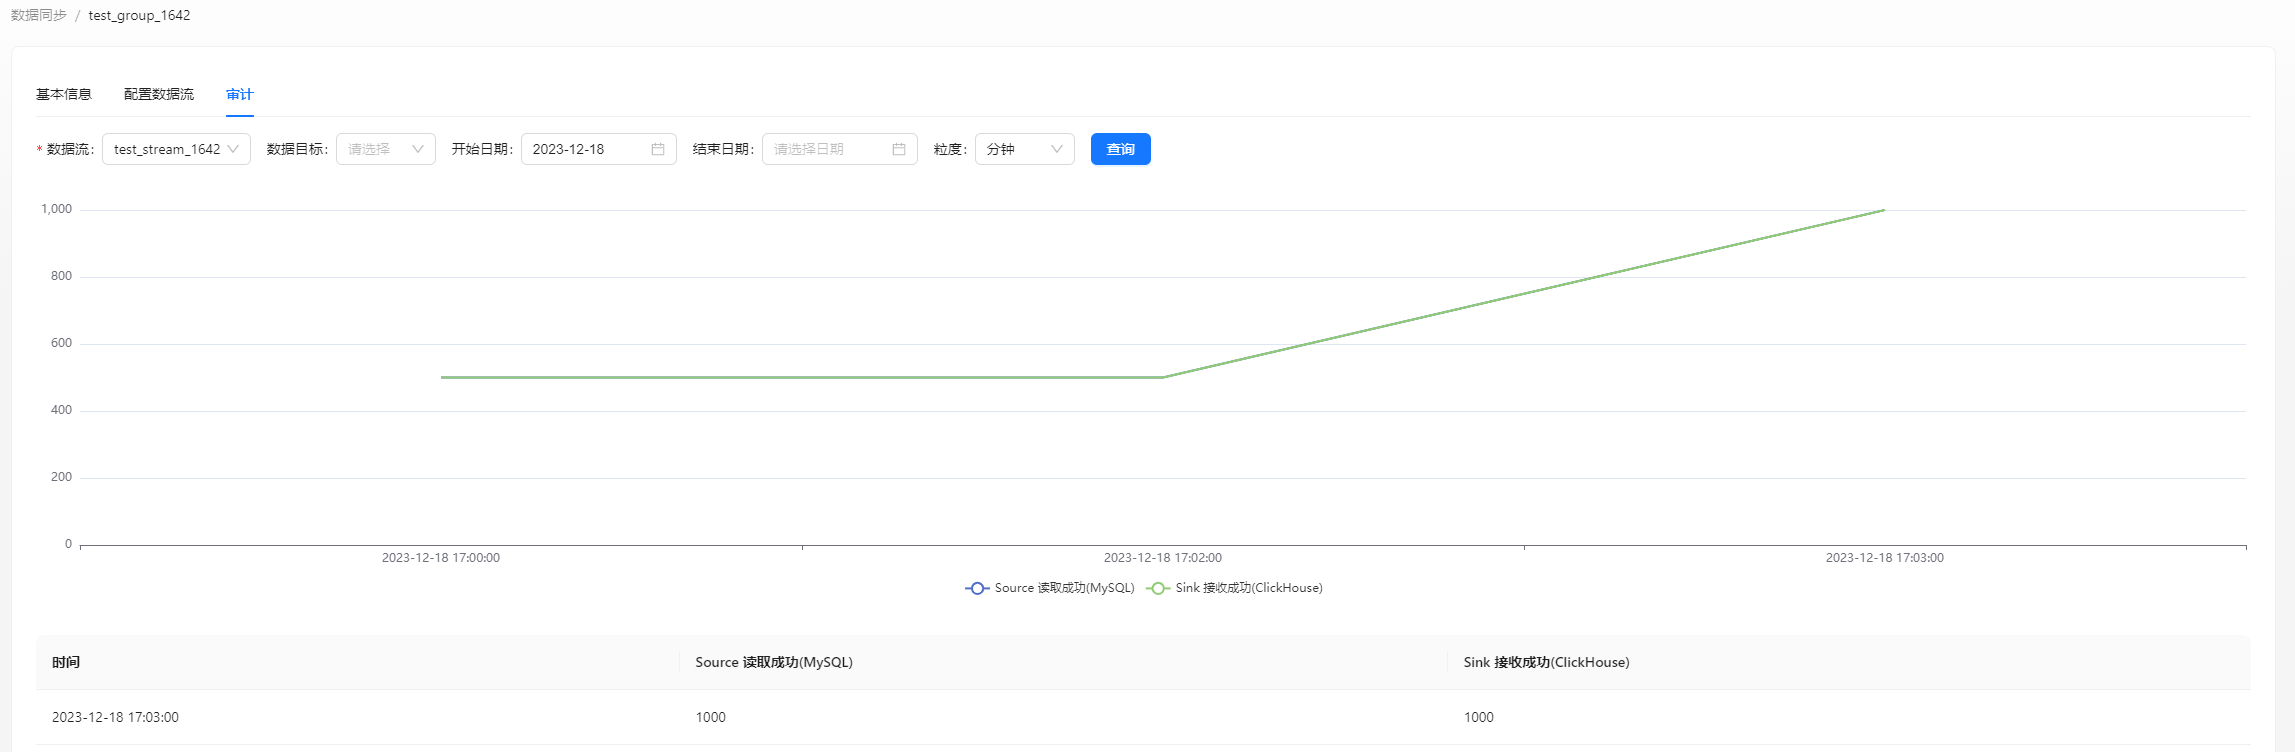 数据同步 / test_group_1642
基本信息 配置数据流 审计
* 数据流: test_stream_1642 数据目标: 请选择 开始日期: 2023-12-18 结束日期: 请选择日期 粒度: 分钟 查询
1,000
800
600
400
200
0
2023-12-18 17:00:00 2023-12-18 17:02:00 2023-12-18 17:03:00
Source 读取成功(MySQL) Sink 接收成功(ClickHouse)
时间 Source 读取成功(MySQL) Sink 接收成功(ClickHouse)
2023-12-18 17:03:00 1000 1000